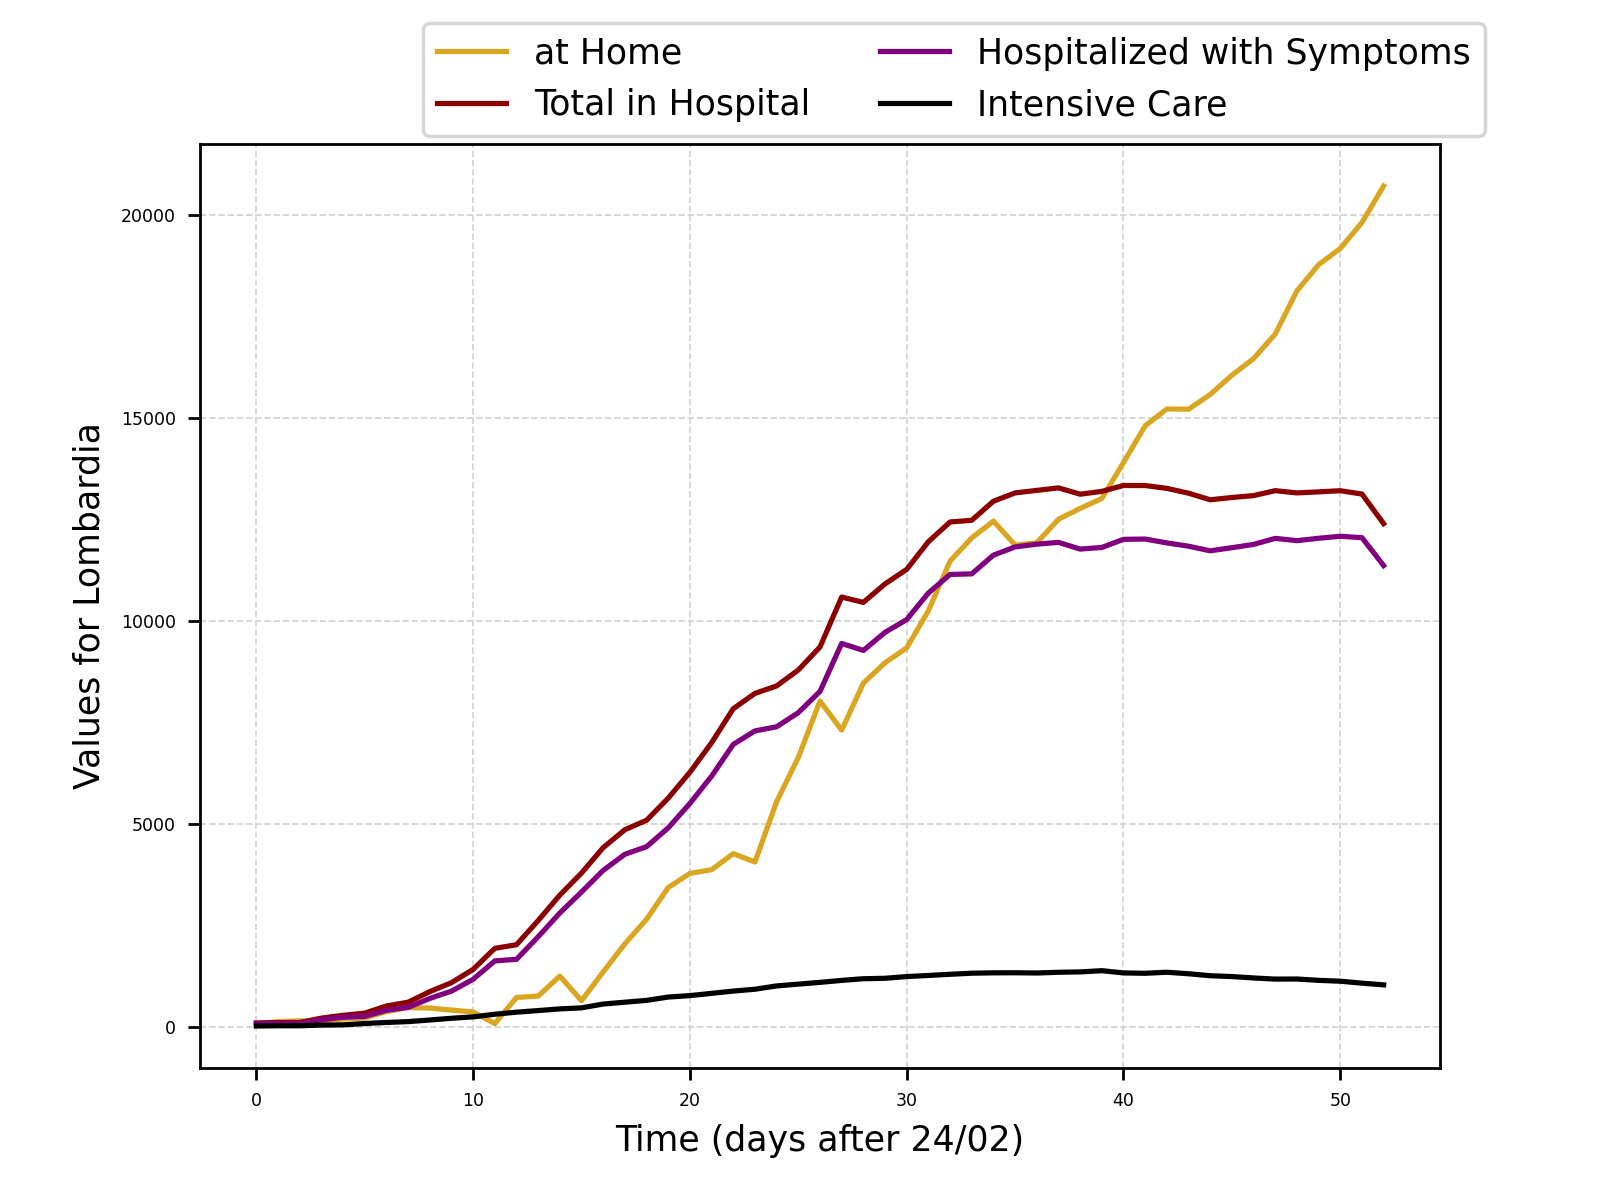 at Home
Hospitalized with Symptoms
Total in Hospital
Intensive Care
Values for Lombardia
20000
15000
10000
5000
0
0 10 20 30 40 50
Time (days after 24/02)